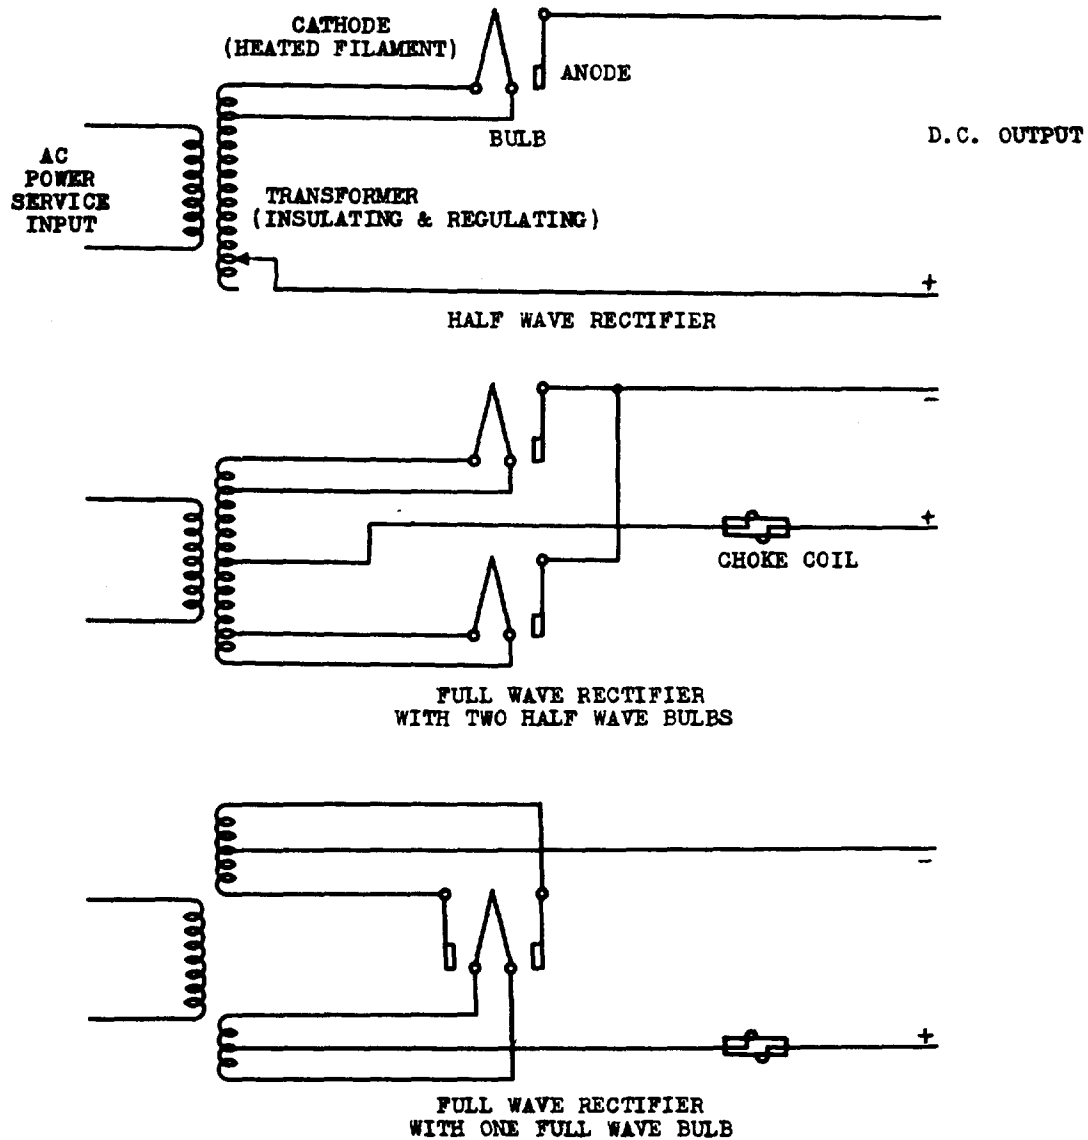 CATHODE
(HEATED FILAMENT)
ANODE
BULB
D.C. OUTPUT
AC
POWER
SERVICE
INPUT
TRANSFORMER
(INSULATING & REGULATING)
+
HALF WAVE RECTIFIER
-
+
CHOKE COIL
FULL WAVE RECTIFIER
WITH TWO HALF WAVE BULBS
-
+
FULL WAVE RECTIFIER
WITH ONE FULL WAVE BULB